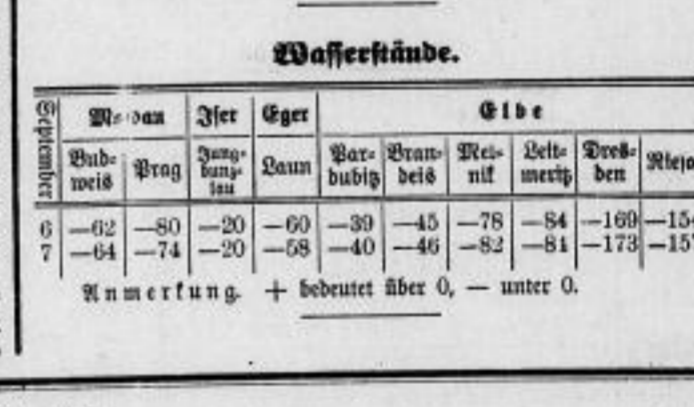 Wasserstände.
September
Moldau Iser Eger Elbe
Bud-weis Prag Jung-bunz-lau Laun Par-dubitz Bran-deis Mel-nik Leit-meritz Dres-den
6 —62 —80 —20 —60 —39 —45 —78 —84 —169
7 —64 —74 —20 —58 —40 —46 —82 —81 —173
Anmerkung. + bedeutet über 0, — unter 0.